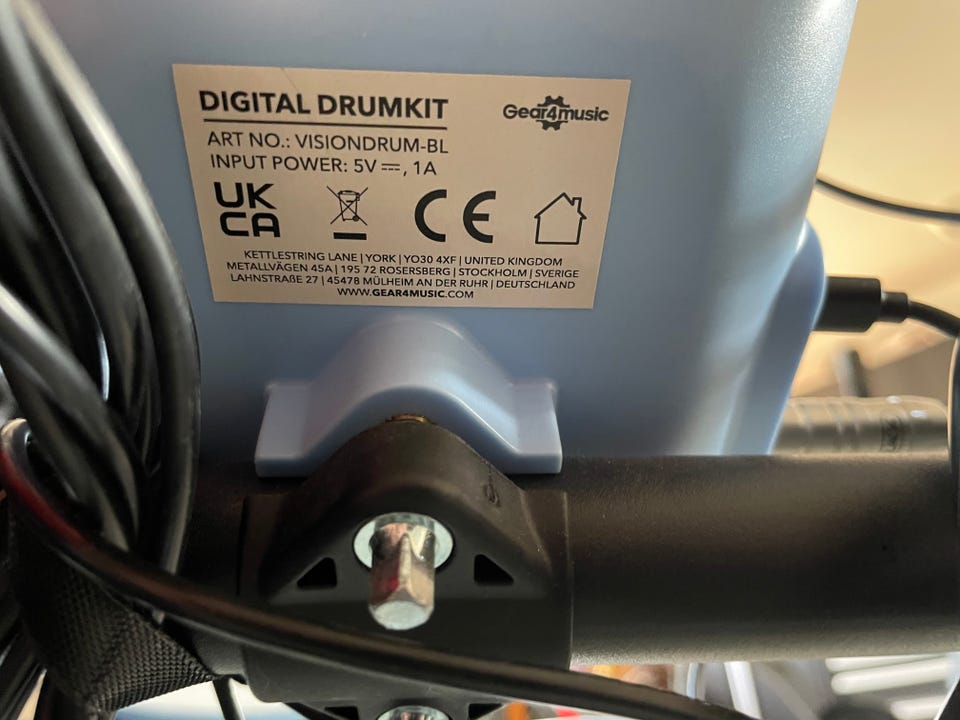 DIGITAL DRUMKIT
Gear4music
ART NO.: VISIONDRUM-BL
INPUT POWER: 5V ⎓, 1A
UK
CA
CE
KETTLESTRING LANE | YORK | YO30 4XF | UNITED KINGDOM
METALLVÄGEN 45A | 195 72 ROSERSBERG | STOCKHOLM | SVERIGE
LAHNSTRAßE 27 | 45478 MÜLHEIM AN DER RUHR | DEUTSCHLAND
WWW.GEAR4MUSIC.COM